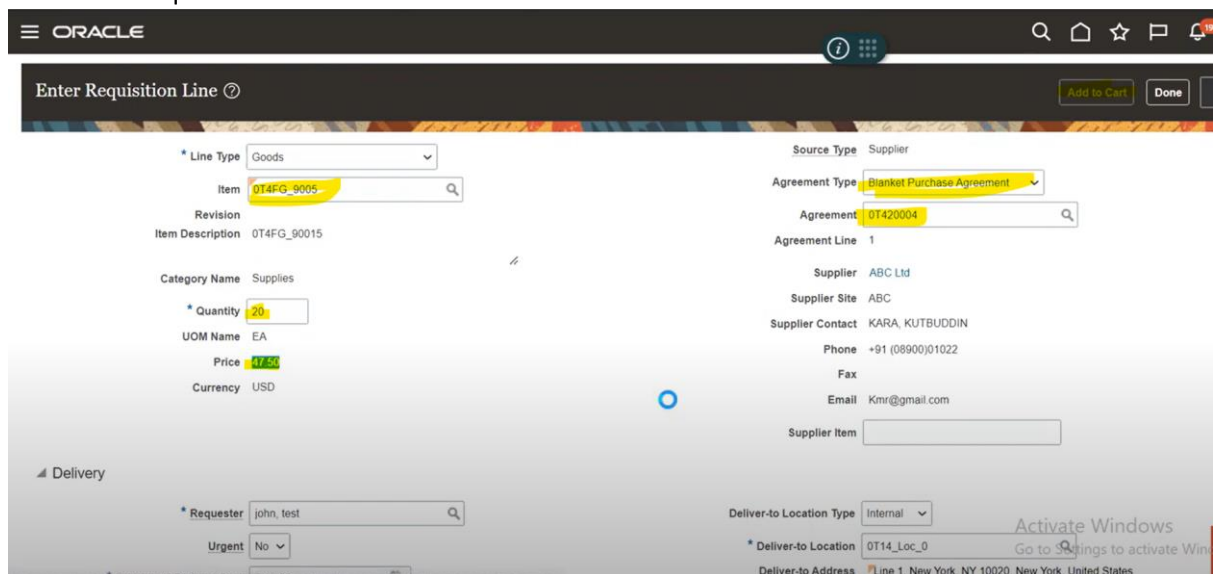 ORACLE
19
Enter Requisition Line
Add to Cart Done
* Line Type Goods
Item 0T4FG_9005
Revision
Item Description 0T4FG_90015
Category Name Supplies
* Quantity 20
UOM Name EA
Price 47.50
Currency USD
Source Type Supplier
Agreement Type Blanket Purchase Agreement
Agreement 0T420004
Agreement Line 1
Supplier ABC Ltd
Supplier Site ABC
Supplier Contact KARA, KUTBUDDIN
Phone +91 (08900)01022
Fax
Email Kmr@gmail.com
Supplier Item
Delivery
* Requester john, test
Urgent No
Deliver-to Location Type Internal
* Deliver-to Location 0T14_Loc_0
Deliver-to Address Line 1, New York, NY 10020, New York, United States
Activate Windows
Go to Settings to activate Win